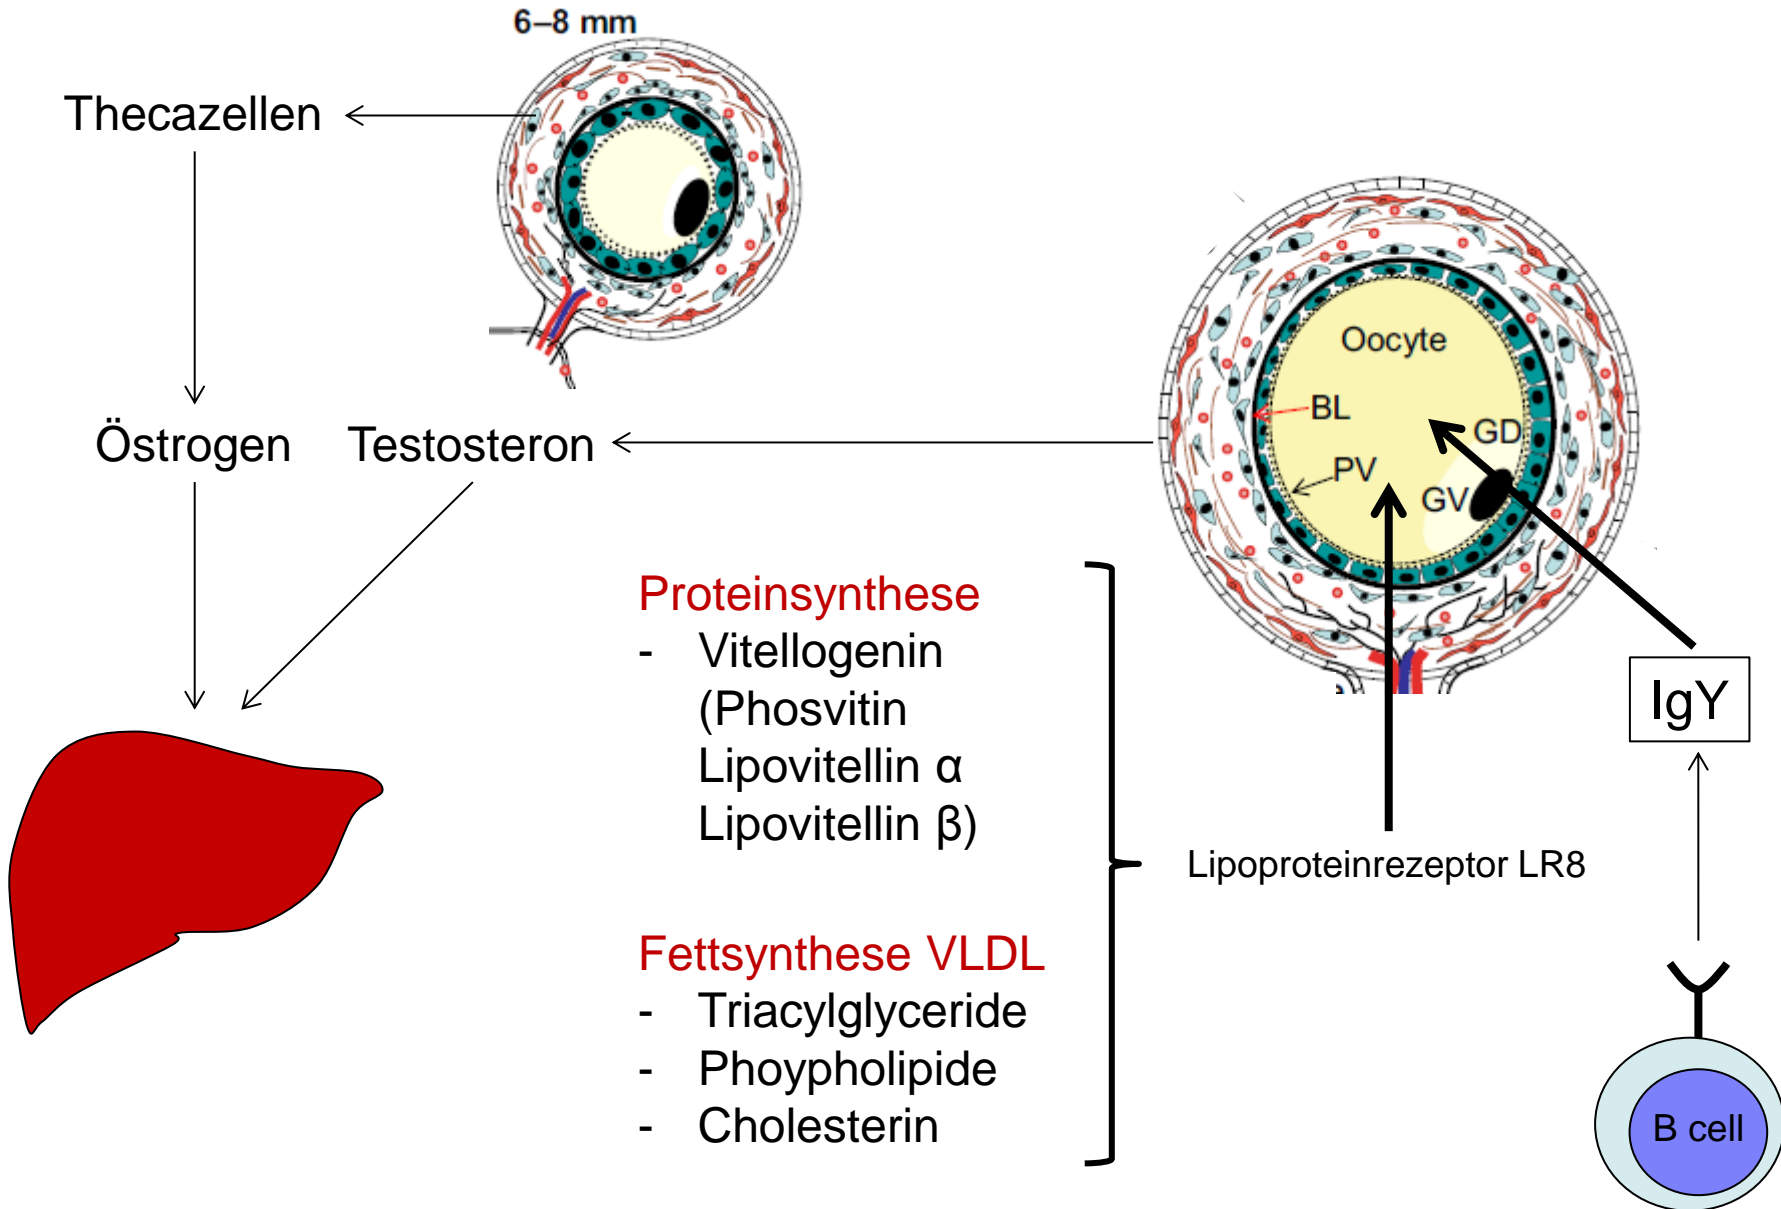 6–8 mm
Thecazellen
Östrogen
Testosteron
Oocyte
BL
GD
PV
GV
Proteinsynthese
- Vitellogenin
(Phosvitin
Lipovitellin α
Lipovitellin β)
IgY
Lipoproteinrezeptor LR8
Fettsynthese VLDL
- Triacylglyceride
- Phoypholipide
- Cholesterin
B cell